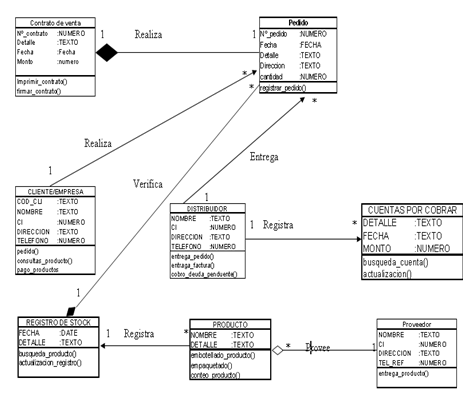 Contrato de venta
Nº_contrato :NUMERO
Detalle :TEXTO
Fecha :Fecha
Monto :numero
Imprimir_contrato()
firmar_contrato()
1 Realiza 1
Pedido
Nº_pedido :NUMERO
Fecha :FECHA
Detalle :TEXTO
Direccion :TEXTO
cantidad :NUMERO
registrar_pedido()
* * *
Realiza
Verifica
Entrega
1
1
CLIENTE/EMPRESA
COD_CLI :TEXTO
NOMBRE :TEXTO
CI :NUMERO
DIRECCION :TEXTO
TELEFONO :NUMERO
pedido()
consultas_producto()
pago_productos
DISTRIBUIDOR
NOMBRE :TEXTO
CI :NUMERO
DIRECCION :TEXTO
TELEFONO :NUMERO
entrega_pedido()
entraga_factura()
cobro_deuda_penduente()
1 Registra *
CUENTAS POR COBRAR
DETALLE :TEXTO
FECHA :TEXTO
MONTO :NUMERO
busqueda_cuenta()
actualizacion()
1
REGISTRO DE STOCK
FECHA :DATE
DETALLE :TEXTO
busqueda_producto()
actualizacion_registro()
1 Registra *
PRODUCTO
NOMBRE :TEXTO
DETALLE :TEXTO
embotellado_producto()
empaquetado()
conteo_producto()
* Provee 1
Proveedor
NOMBRE :TEXTO
CI :NUMERO
DIRECCION :TEXTO
TEL_REF :NUMERO
entrega_producto()